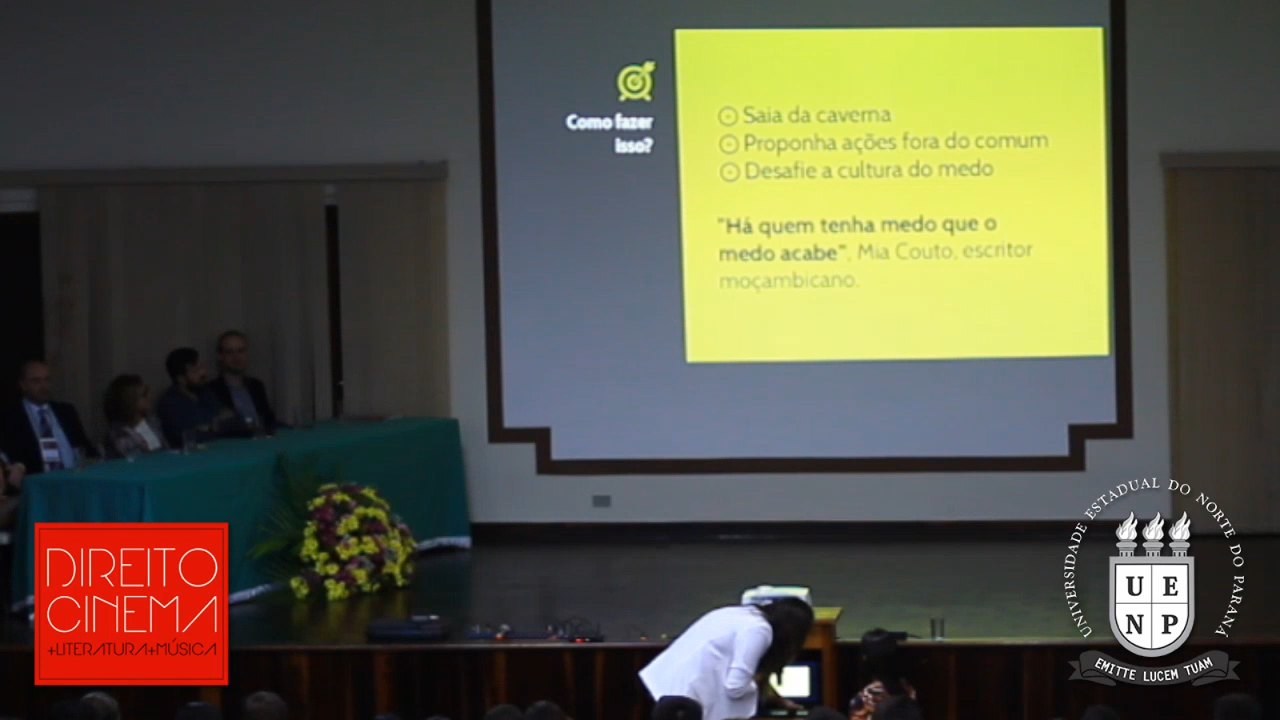 Como fazer
isso?
Saia da caverna
Proponha ações fora do comum
Desafie a cultura do medo
"Há quem tenha medo que o
medo acabe", Mia Couto, escritor
moçambicano.
DIREITO
CINEMA
+LITERATURA+MÚSICA
UNIVERSIDADE ESTADUAL DO NORTE DO PARANÁ
UE
NP
EMITTE LUCEM TUAM